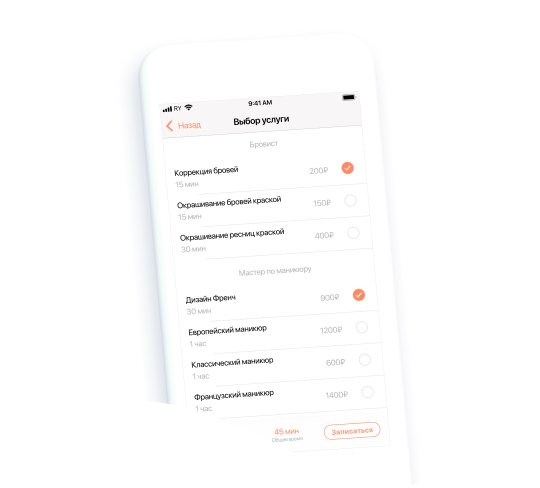 RY 9:41 AM
Назад Выбор услуги
Бровист
Коррекция бровей 200₽
15 мин
Окрашивание бровей краской 150₽
15 мин
Окрашивание ресниц краской 400₽
30 мин
Мастер по маникюру
Дизайн Френч 900₽
30 мин
Европейский маникюр 1200₽
1 час
Классический маникюр 600₽
1 час
Французский маникюр 1400₽
1 час
45 мин Записаться
Общее время